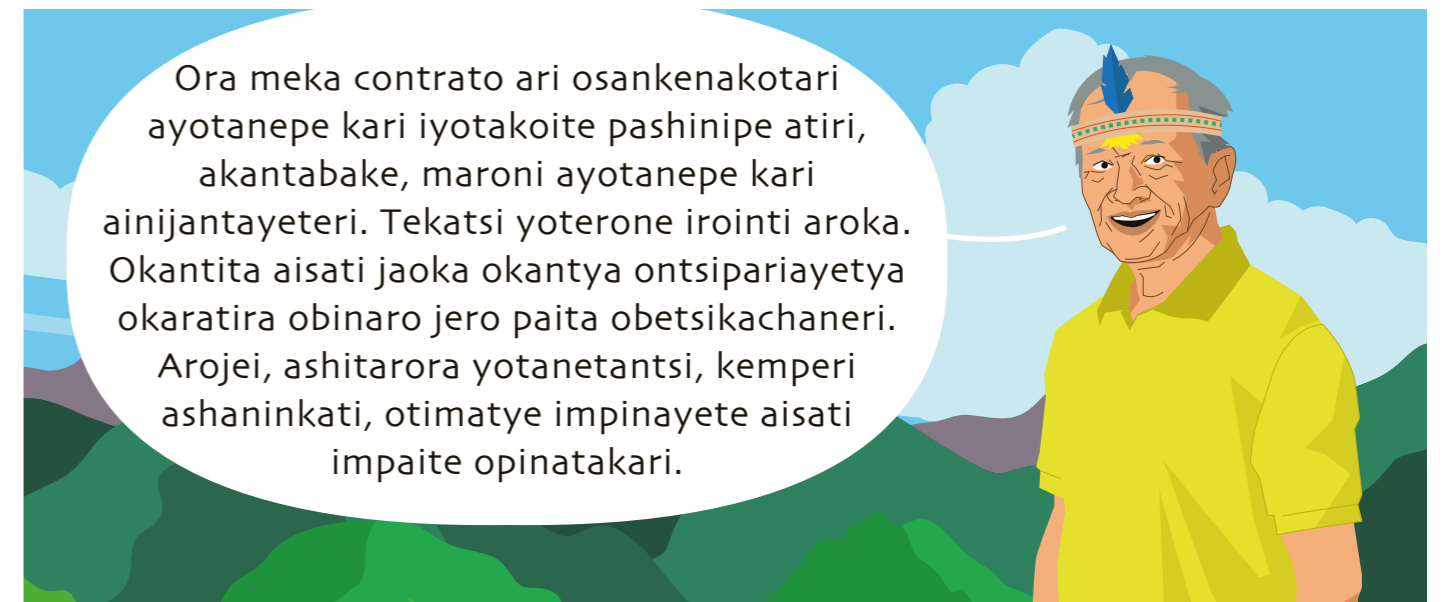 Ora meka contrato ari osankenakotari
ayotanepe kari iyotakoite pashinipe atiri,
akantabake, maroni ayotanepe kari
ainijantayeteri. Tekatsi yoterone irointi aroka.
Okantita aisati jaoka okantya ontsipariayetya
okaratira obinaro jero paita obetsikachaneri.
Arojei, ashitarora yotanetantsi, kemperi
ashaninkati, otimatye impinayete aisati
impaite opinatakari.